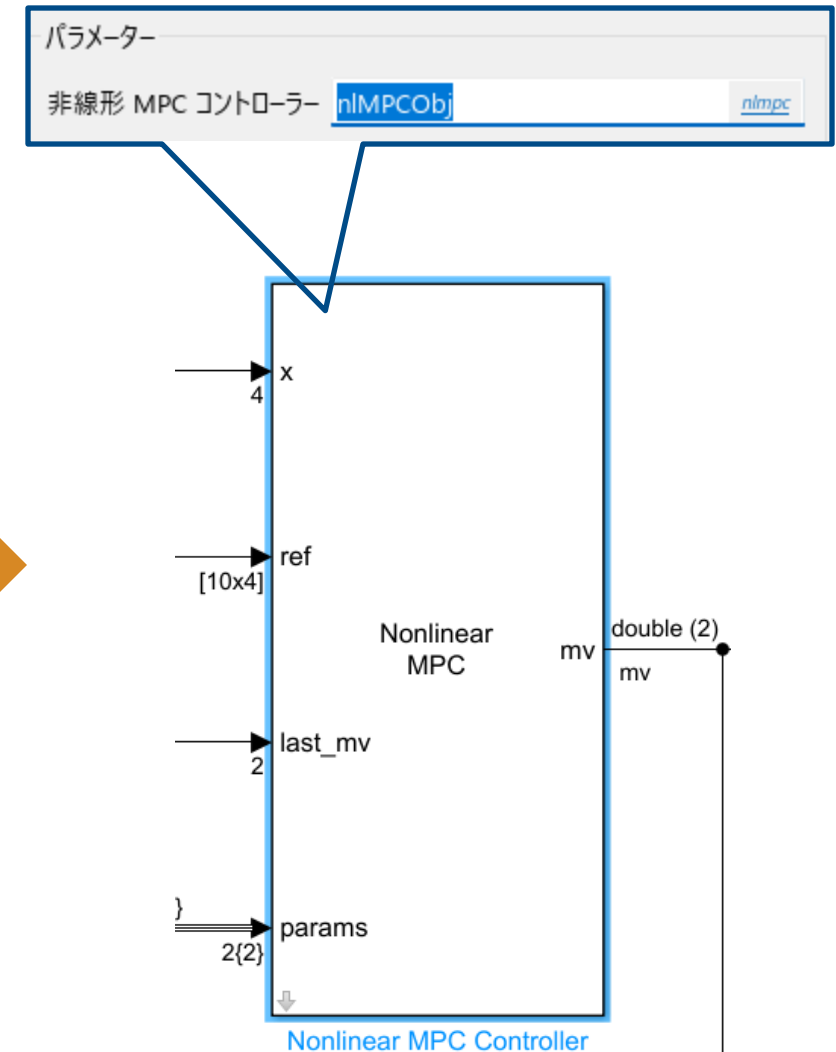 パラメーター
非線形 MPC コントローラー nlMPCObj nlmpc
x
4
ref
[10x4]
Nonlinear
MPC
mv
double (2)
mv
last_mv
2
}
params
2{2}
Nonlinear MPC Controller